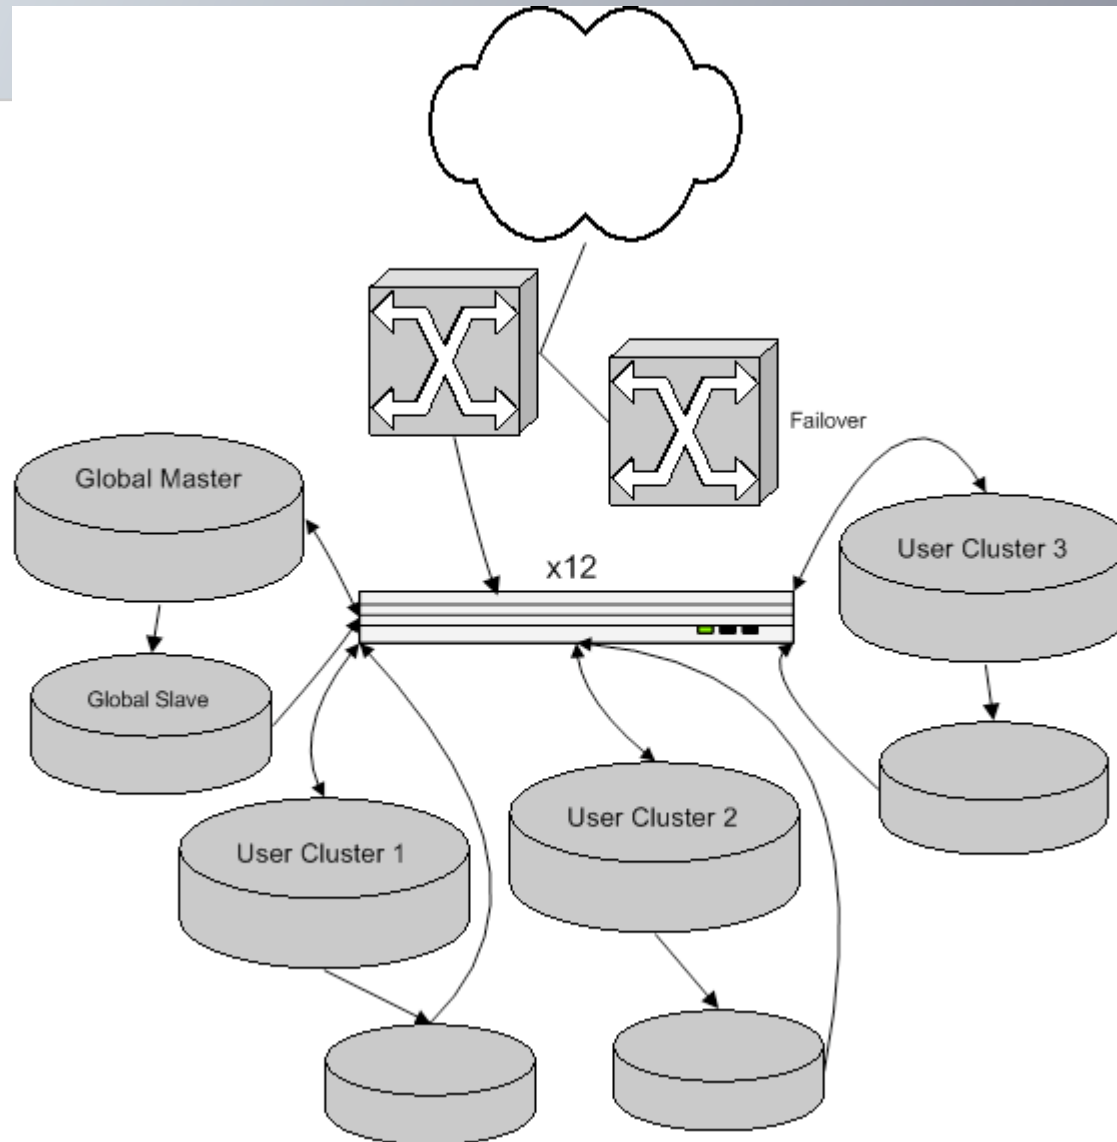 Failover
Global Master
x12
User Cluster 3
Global Slave
User Cluster 2
User Cluster 1